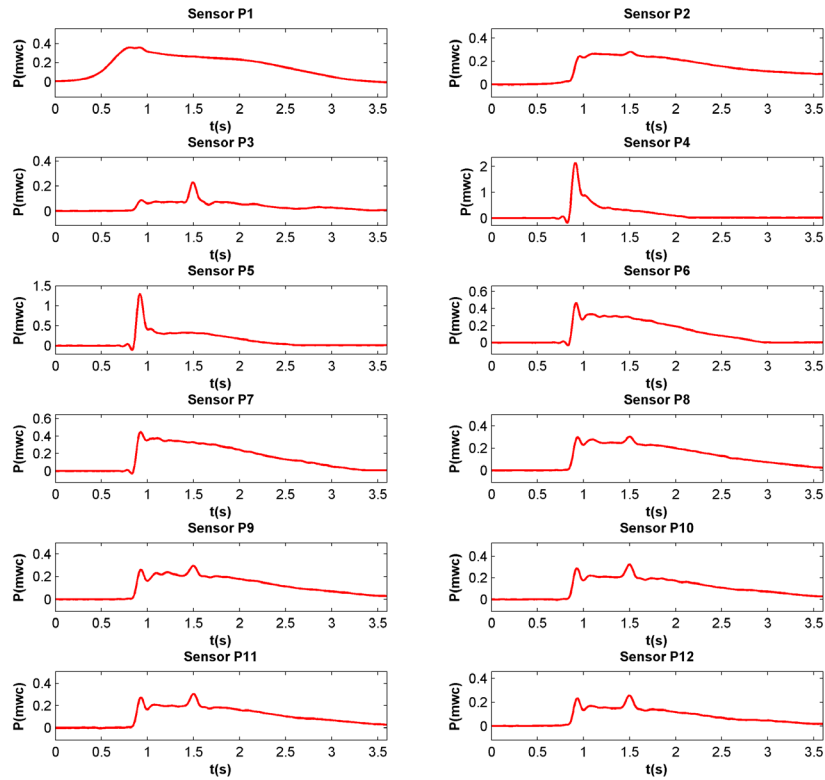 Sensor P1
P(mwc)
0.4
0.2
0
0 0.5 1 1.5 2 2.5 3 3.5
t(s)
Sensor P2
P(mwc)
0.4
0.2
0
0 0.5 1 1.5 2 2.5 3 3.5
t(s)
Sensor P3
P(mwc)
0.4
0.2
0
0 0.5 1 1.5 2 2.5 3 3.5
t(s)
Sensor P4
P(mwc)
2
1
0
0 0.5 1 1.5 2 2.5 3 3.5
t(s)
Sensor P5
P(mwc)
1.5
1
0.5
0
0 0.5 1 1.5 2 2.5 3 3.5
t(s)
Sensor P6
P(mwc)
0.6
0.4
0.2
0
0 0.5 1 1.5 2 2.5 3 3.5
t(s)
Sensor P7
P(mwc)
0.6
0.4
0.2
0
0 0.5 1 1.5 2 2.5 3 3.5
t(s)
Sensor P8
P(mwc)
0.4
0.2
0
0 0.5 1 1.5 2 2.5 3 3.5
t(s)
Sensor P9
P(mwc)
0.4
0.2
0
0 0.5 1 1.5 2 2.5 3 3.5
t(s)
Sensor P10
P(mwc)
0.4
0.2
0
0 0.5 1 1.5 2 2.5 3 3.5
t(s)
Sensor P11
P(mwc)
0.4
0.2
0
0 0.5 1 1.5 2 2.5 3 3.5
t(s)
Sensor P12
P(mwc)
0.4
0.2
0
0 0.5 1 1.5 2 2.5 3 3.5
t(s)